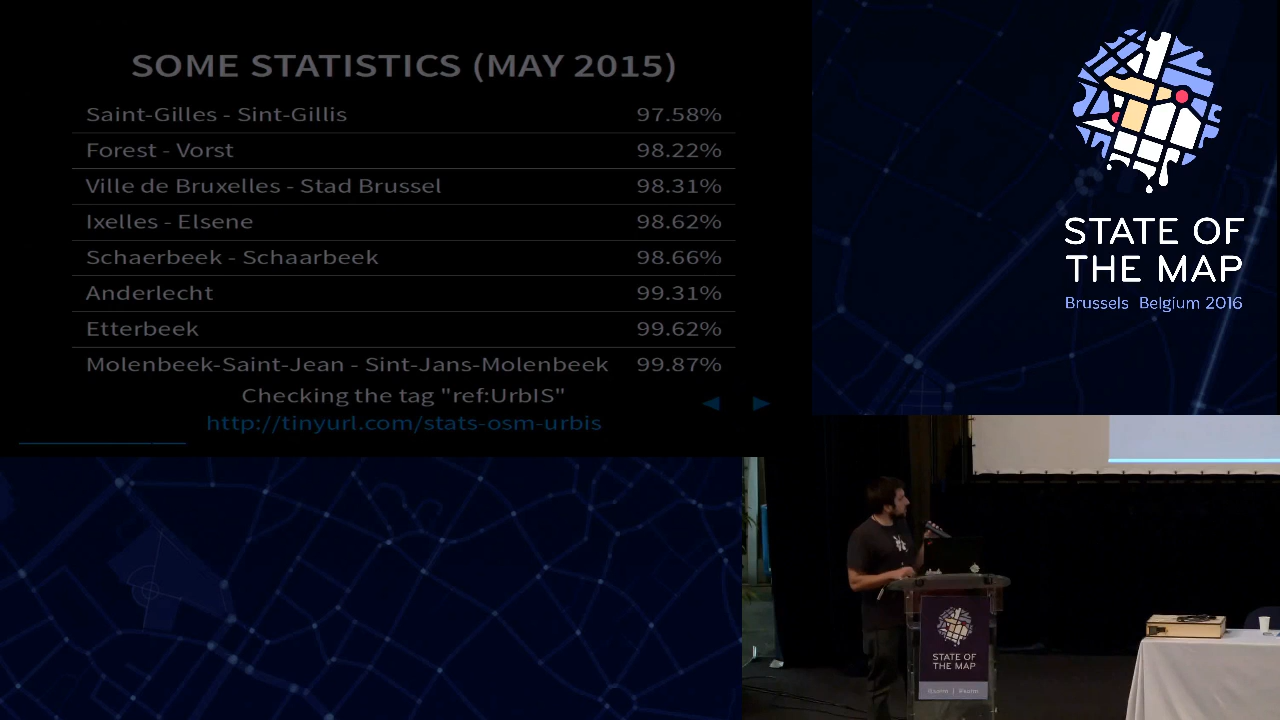 SOME STATISTICS (MAY 2015)
Saint-Gilles - Sint-Gillis 97.58%
Forest - Vorst 98.22%
Ville de Bruxelles - Stad Brussel 98.31%
Ixelles - Elsene 98.62%
Schaerbeek - Schaarbeek 98.66%
Anderlecht 99.31%
Etterbeek 99.62%
Molenbeek-Saint-Jean - Sint-Jans-Molenbeek 99.87%
Checking the tag "ref:UrbIS"
http://tinyurl.com/stats-osm-urbis
STATE OF
THE MAP
Brussels Belgium 2016
STATE OF
THE MAP